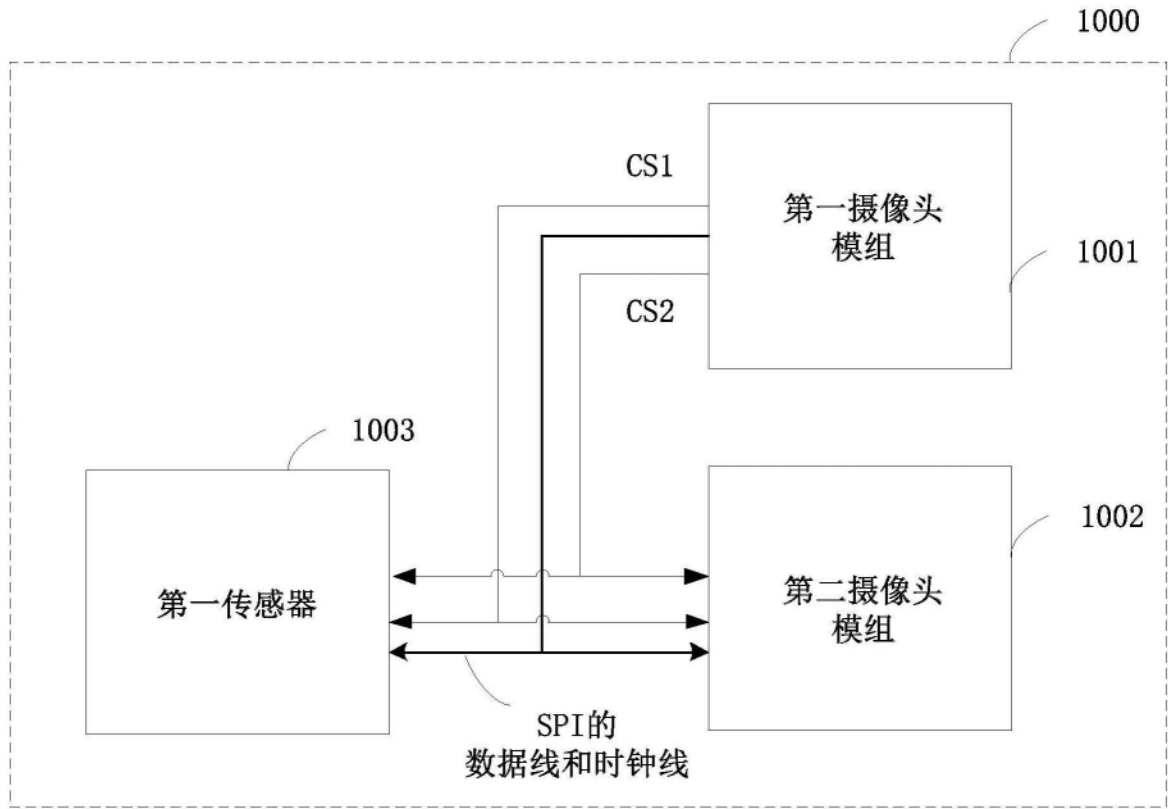 1000
CS1
第一摄像头
模组
1001
CS2
1003
1002
第一传感器
第二摄像头
模组
SPI的
数据线和时钟线